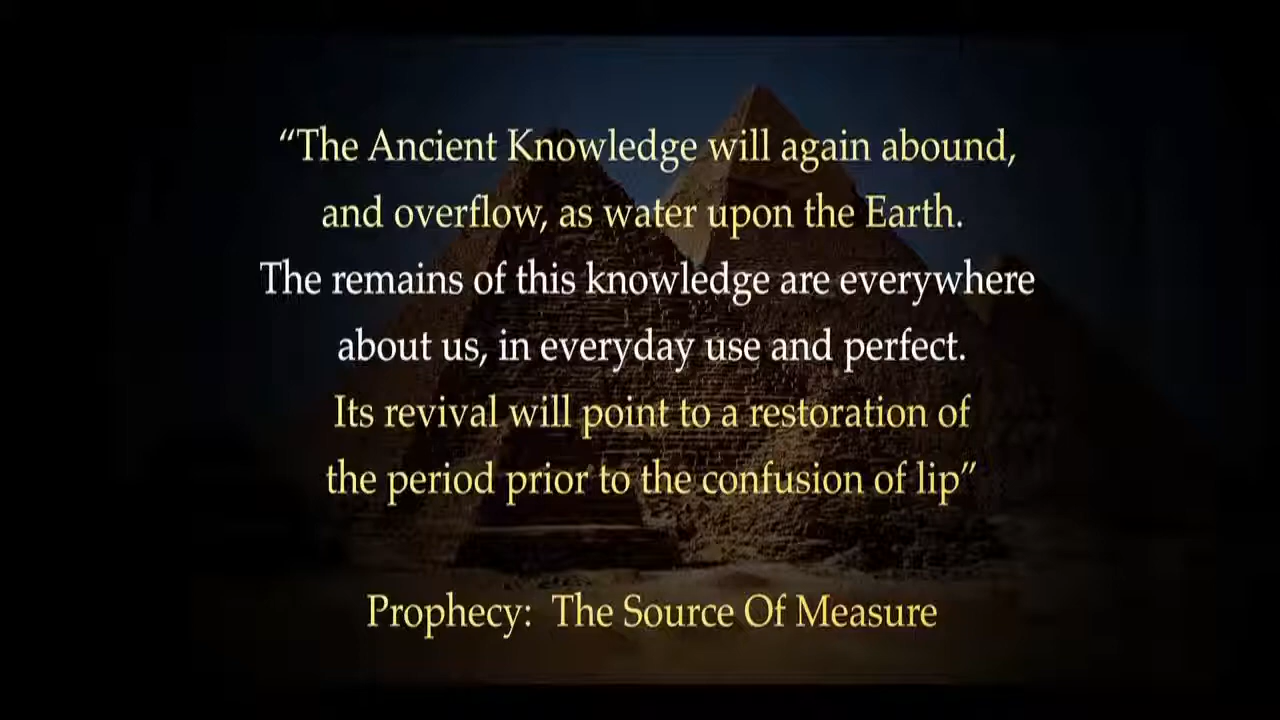 “The Ancient Knowledge will again abound,
and overflow, as water upon the Earth.
The remains of this knowledge are everywhere
about us, in everyday use and perfect.
Its revival will point to a restoration of
the period prior to the confusion of lip”
Prophecy:  The Source Of Measure